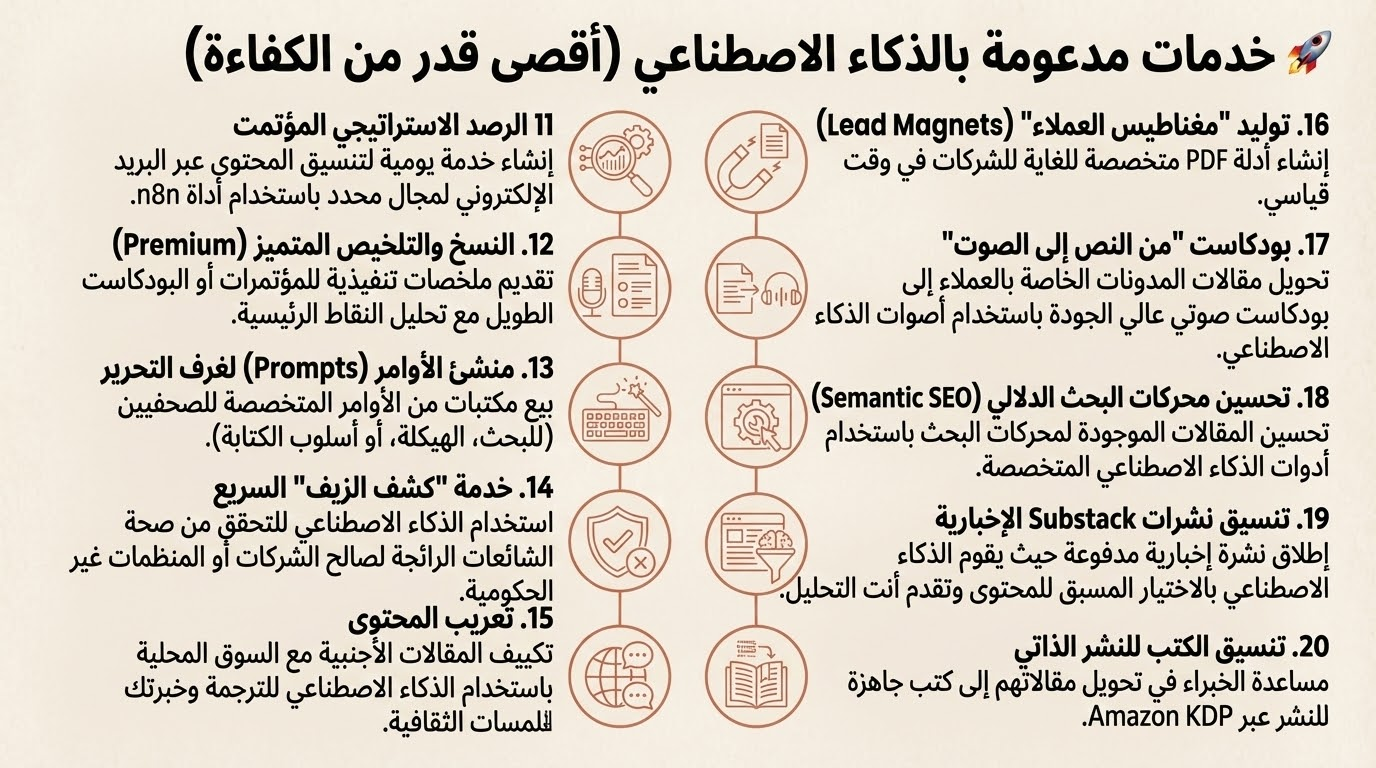 🚀 خدمات مدعومة بالذكاء الاصطناعي (أقصى قدر من الكفاءة)
16. توليد "مغناطيس العملاء" (Lead Magnets)
إنشاء أدلة PDF متخصصة للغاية للشركات في وقت
قياسي.
17. بودكاست "من النص إلى الصوت"
تحويل مقالات المدونات الخاصة بالعملاء إلى
بودكاست صوتي عالي الجودة باستخدام أصوات الذكاء
الاصطناعي.
18. تحسين محركات البحث الدلالي (Semantic SEO)
تحسين المقالات الموجودة لمحركات البحث باستخدام
أدوات الذكاء الاصطناعي المتخصصة.
19. تنسيق نشرات Substack الإخبارية
إطلاق نشرة إخبارية مدفوعة حيث يقوم الذكاء
الاصطناعي بالاختيار المسبق للمحتوى وتقدم أنت التحليل.
20. تنسيق الكتب للنشر الذاتي
مساعدة الخبراء في تحويل مقالاتهم إلى كتب جاهزة
للنشر عبر Amazon KDP.
11 الرصد الاستراتيجي المؤتمت
إنشاء خدمة يومية لتنسيق المحتوى عبر البريد
الإلكتروني لمجال محدد باستخدام أداة n8n.
12. النسخ والتلخيص المتميز (Premium)
تقديم ملخصات تنفيذية للمؤتمرات أو البودكاست
الطويل مع تحليل النقاط الرئيسية.
13. منشئ الأوامر (Prompts) لغرف التحرير
بيع مكتبات من الأوامر المتخصصة للصحفيين
(للبحث، الهيكلة، أو أسلوب الكتابة).
14. خدمة "كشف الزيف" السريع
استخدام الذكاء الاصطناعي للتحقق من صحة
الشائعات الرائجة لصالح الشركات أو المنظمات غير
الحكومية.
15. تعريب المحتوى
تكييف المقالات الأجنبية مع السوق المحلية
باستخدام الذكاء الاصطناعي للترجمة وخبرتك
للمسات الثقافية.